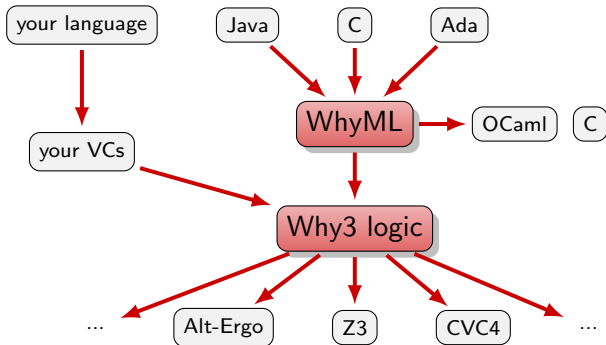 your language
Java
C
Ada
WhyML
OCaml
C
your VCs
Why3 logic
...
Alt-Ergo
Z3
CVC4
...